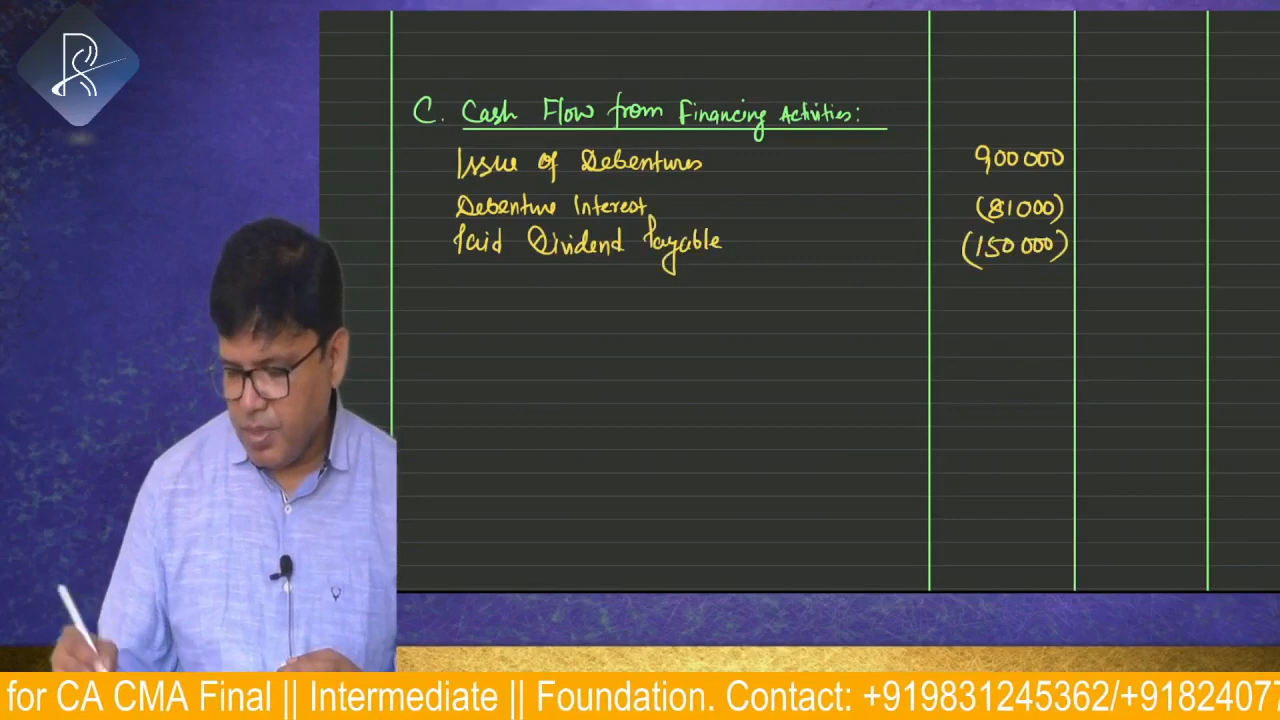 C. Cash Flow from Financing Activities:
Issue of Debentures 900000
Debenture Interest (81000)
Paid Dividend Payable (150000)
for CA CMA Final || Intermediate || Foundation. Contact: +919831245362/+9182407